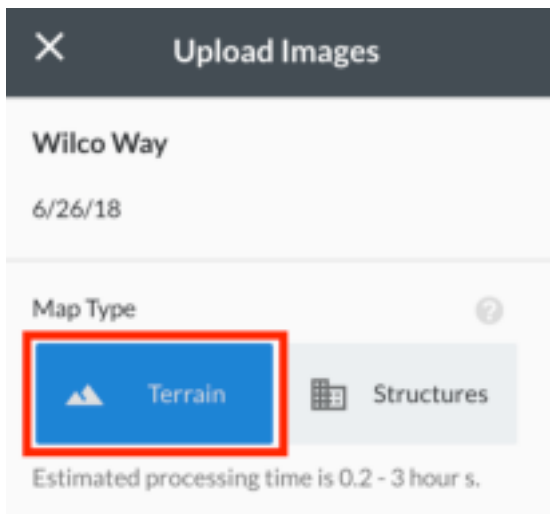 Upload Images
Wilco Way
6/26/18
Map Type
Terrain Structures
Estimated processing time is 0.2 - 3 hour s.